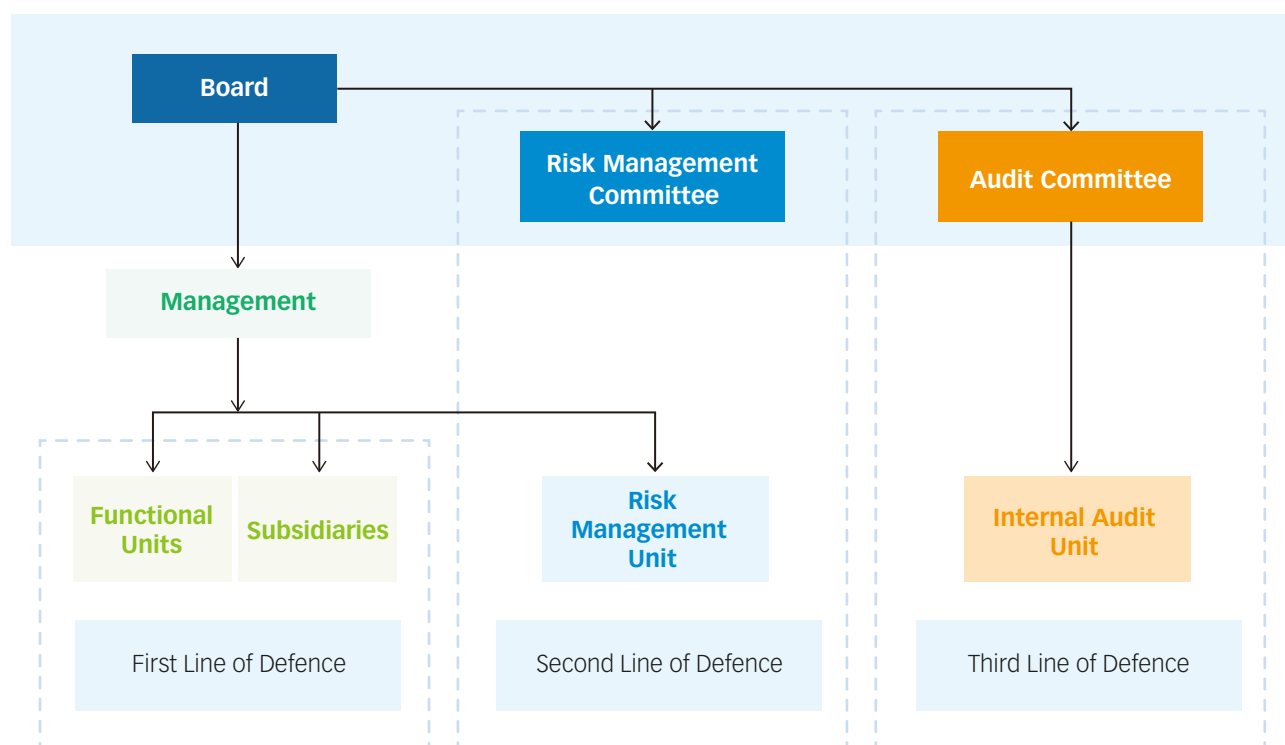 Board
Risk Management
Committee
Audit Committee
Management
Functional
Units
Subsidiaries
Risk
Management
Unit
Internal Audit
Unit
First Line of Defence
Second Line of Defence
Third Line of Defence